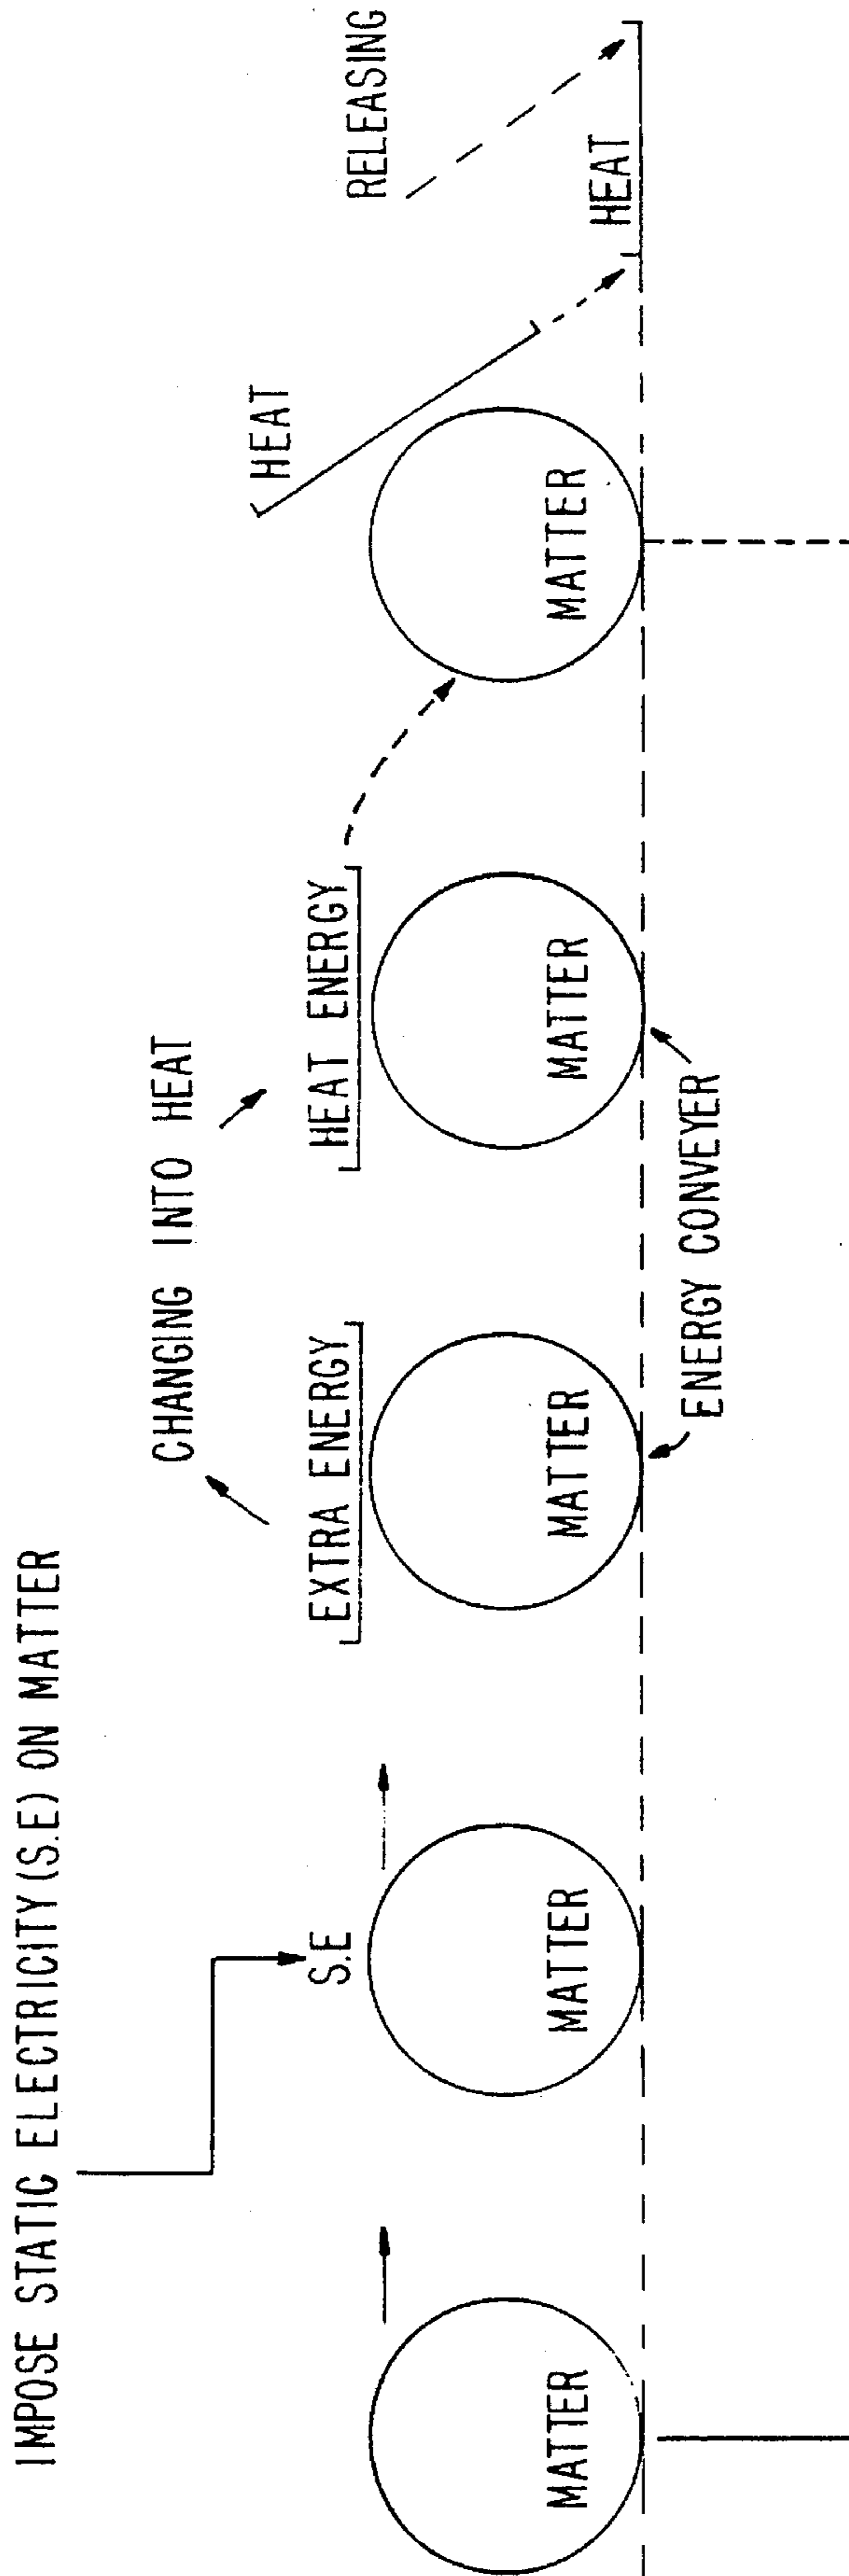 IMPOSE STATIC ELECTRICITY (S.E) ON MATTER
CHANGING INTO HEAT
S.E
EXTRA ENERGY
HEAT ENERGY
HEAT
RELEASING
MATTER
MATTER
MATTER
MATTER
MATTER
HEAT
ENERGY CONVEYER